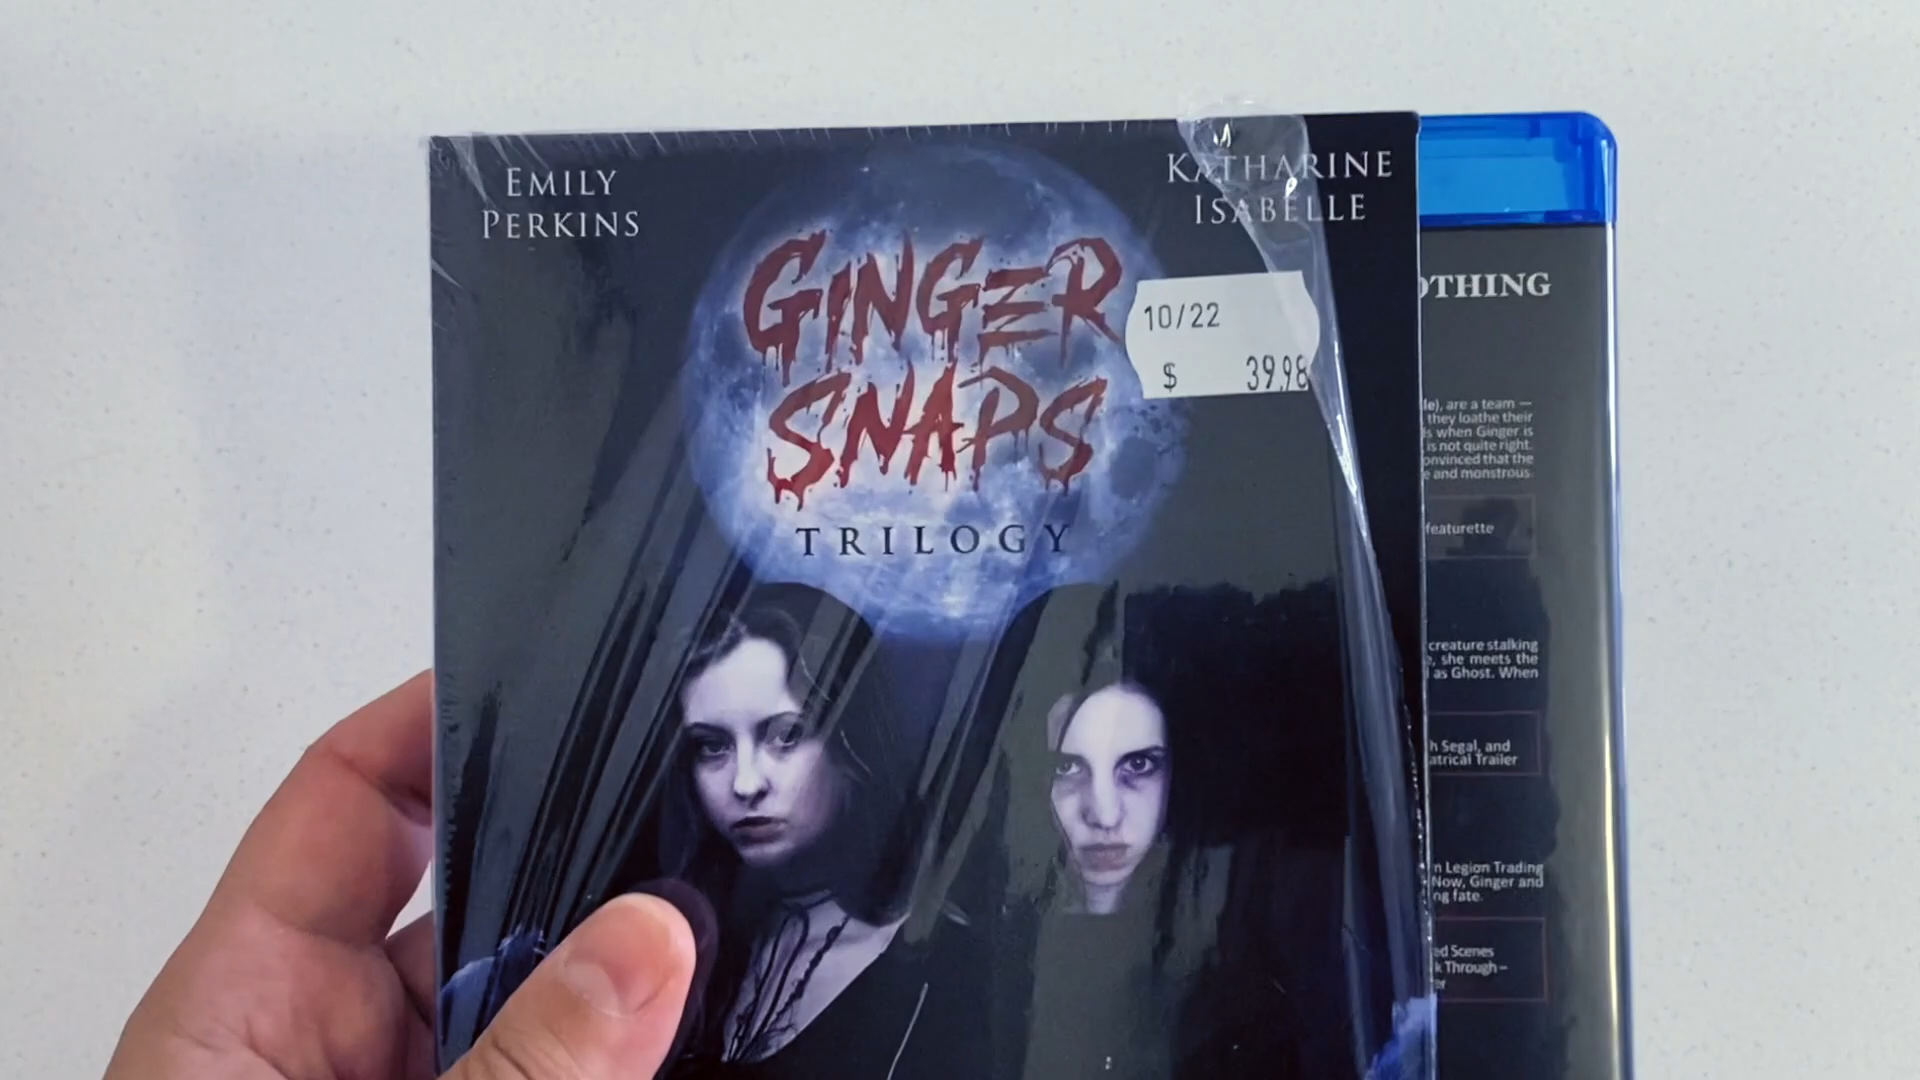 EMILY
PERKINS
KATHARINE
ISABELLE
GINGER
SNAPS
TRILOGY
10/22
$ 39.98
OTHING
le), are a team —
they loathe their
s when Ginger is
is not quite right.
onvinced that the
e and monstrous.
featurette
creature stalking
e, she meets the
as Ghost. When
h Segal, and
atrical Trailer
n Legion Trading
Now, Ginger and
ng fate.
ed Scenes
k Through –
er